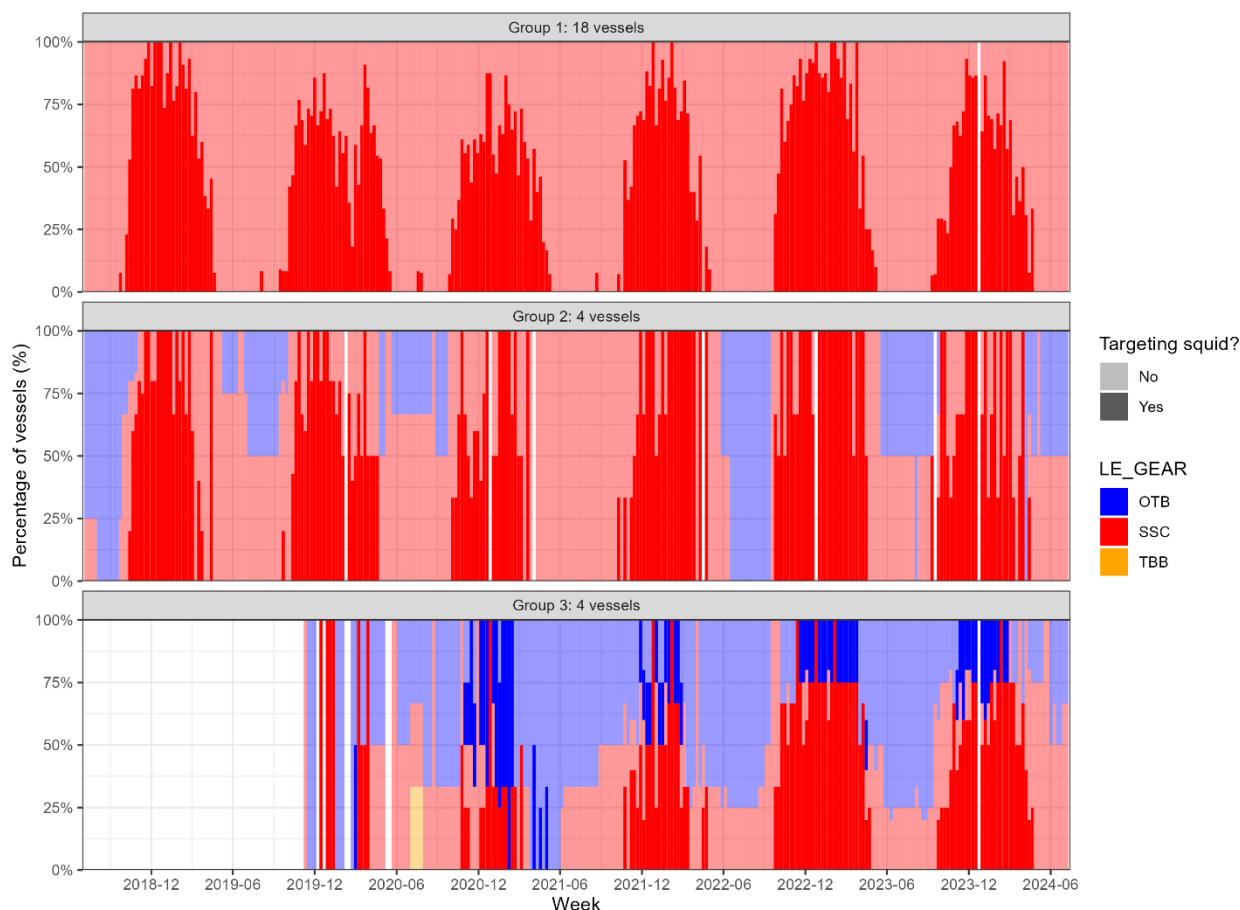 Group 1: 18 vessels
100%
75%
50%
25%
0%
Group 2: 4 vessels
100%
75%
50%
25%
0%
Group 3: 4 vessels
100%
75%
50%
25%
0%
Percentage of vessels (%)
2018-12 2019-06 2019-12 2020-06 2020-12 2021-06 2021-12 2022-06 2022-12 2023-06 2023-12 2024-06
Week
Targeting squid?
No
Yes
LE_GEAR
OTB
SSC
TBB